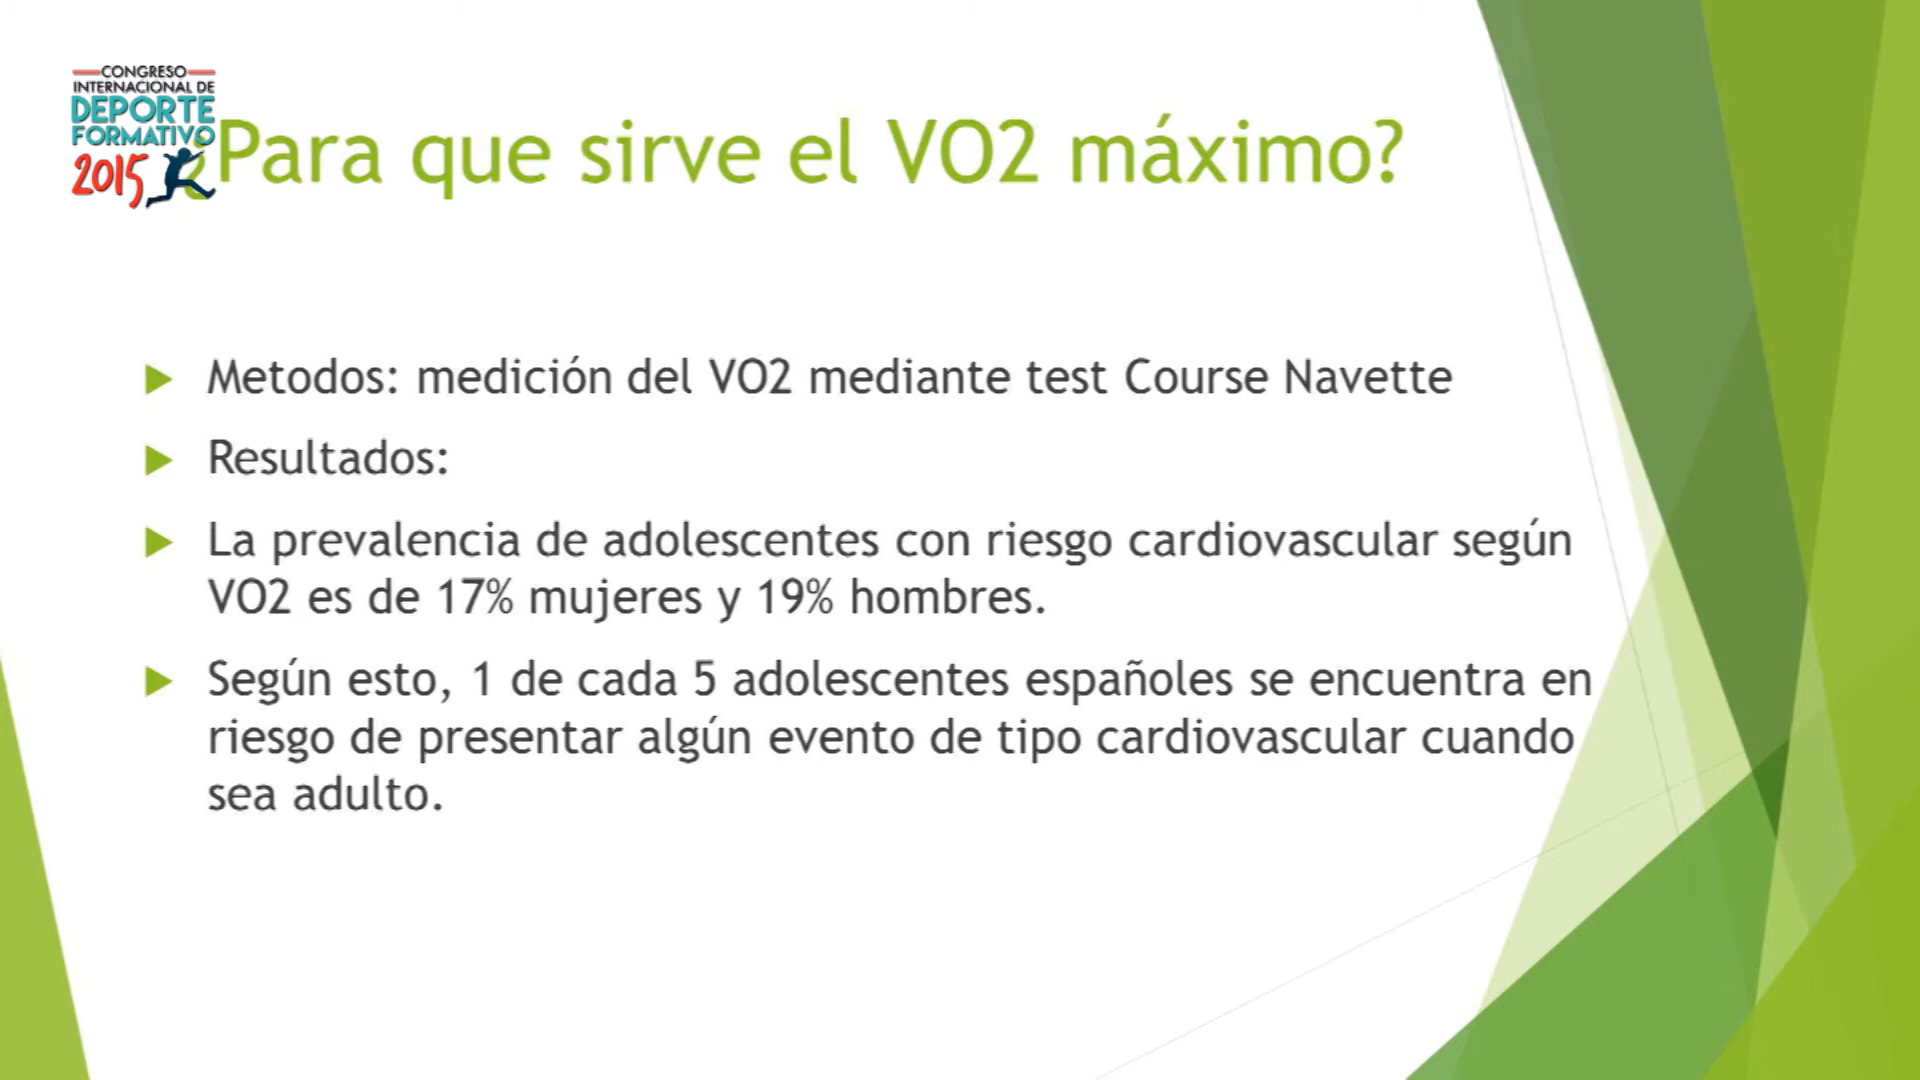 CONGRESO
INTERNACIONAL DE
DEPORTE
FORMATIVO
2015
¿Para que sirve el VO2 máximo?
Metodos: medición del VO2 mediante test Course Navette
Resultados:
La prevalencia de adolescentes con riesgo cardiovascular según
VO2 es de 17% mujeres y 19% hombres.
Según esto, 1 de cada 5 adolescentes españoles se encuentra en
riesgo de presentar algún evento de tipo cardiovascular cuando
sea adulto.